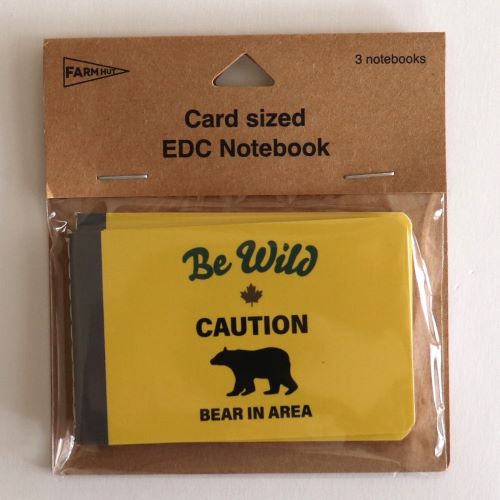 FARM HUT
3 notebooks
Card sized
EDC Notebook
Be Wild
CAUTION
BEAR IN AREA